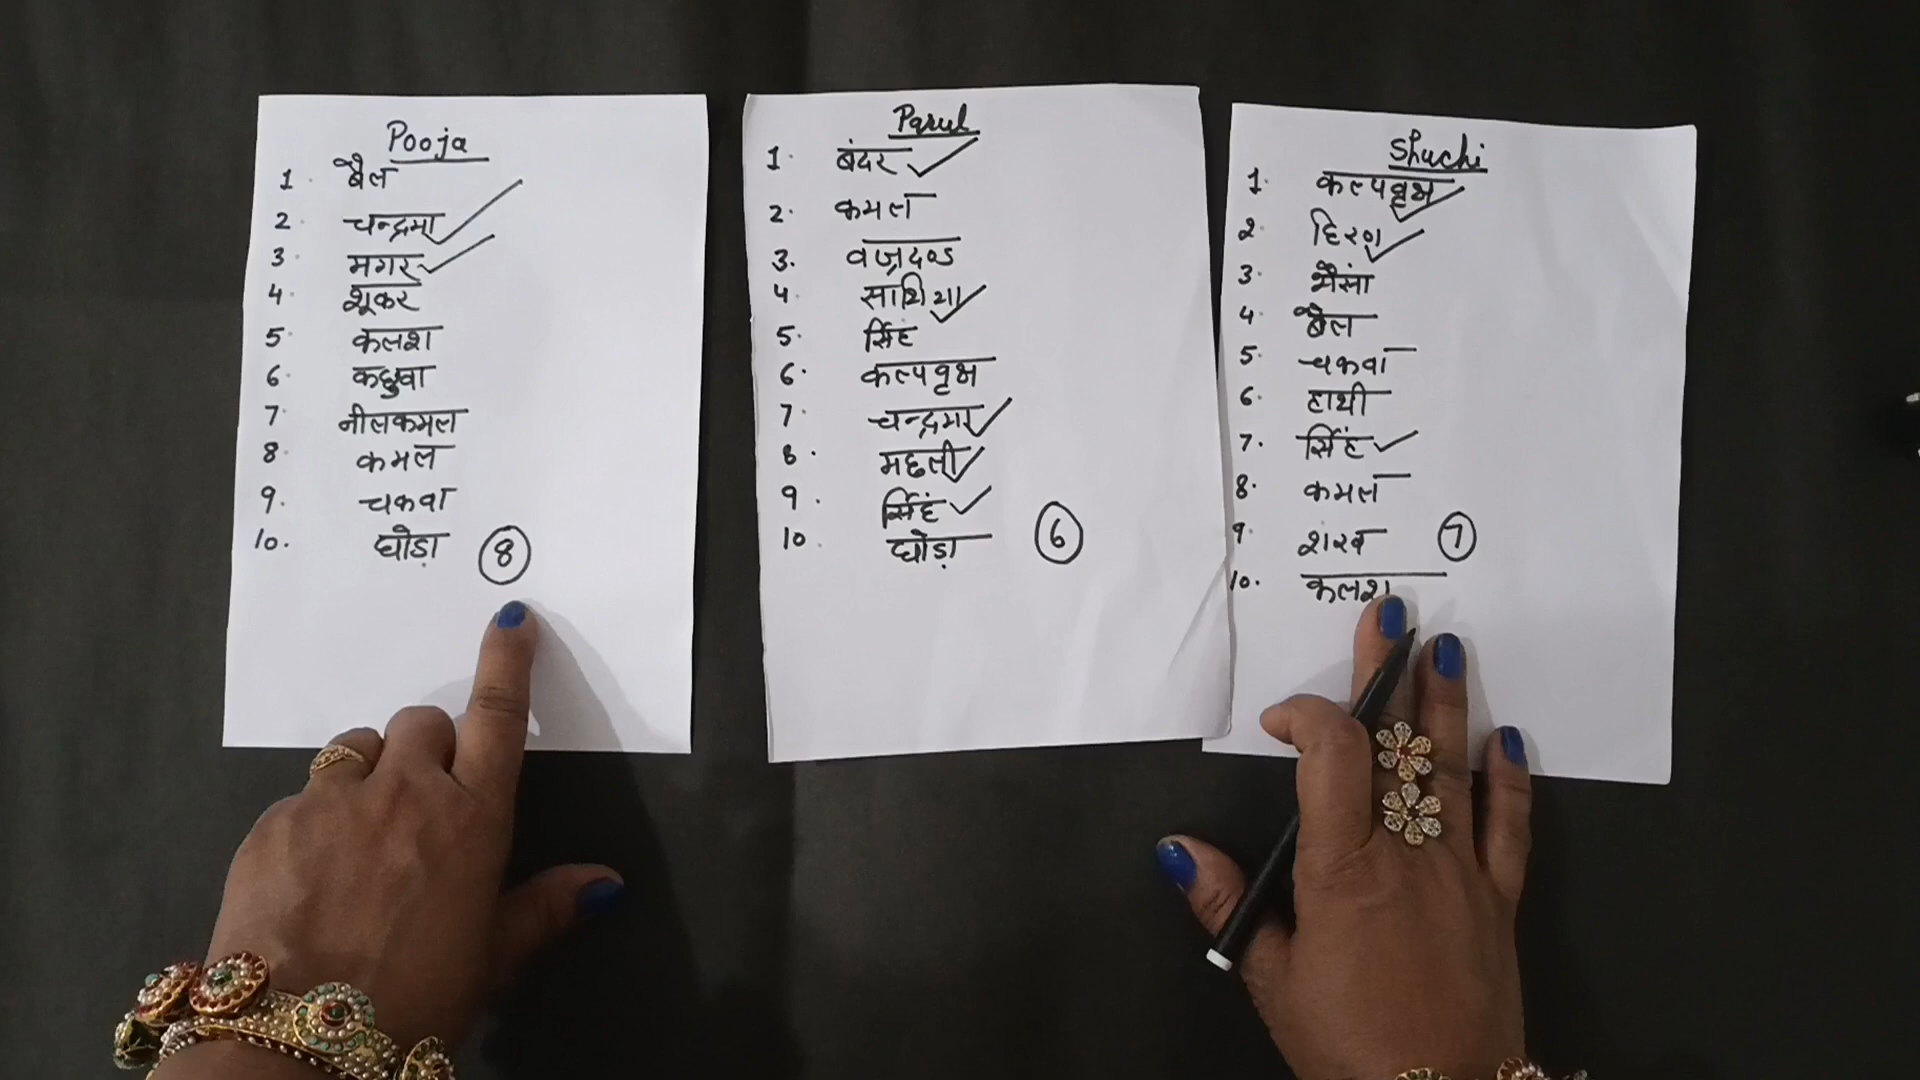 Pooja
1. बैल
2. चन्द्रमा
3. मगर
4. शूकर
5. कलश
6. कछुवा
7. नीलकमल
8. कमल
9. चकवा
10. घोड़ा
8
Parul
1. बंदर
2. कमल
3. वज्रदण्ड
4. साथिया
5. सिंह
6. कल्पवृक्ष
7. चन्द्रमा
8. मछली
9. सिंह
10. घोड़ा
6
Shuchi
1. कल्पवृक्ष
2. हिरण
3. भैसां
4. बैल
5. चकवा
6. हाथी
7. सिंह
8. कमल
9. शंख
10. कलश
7